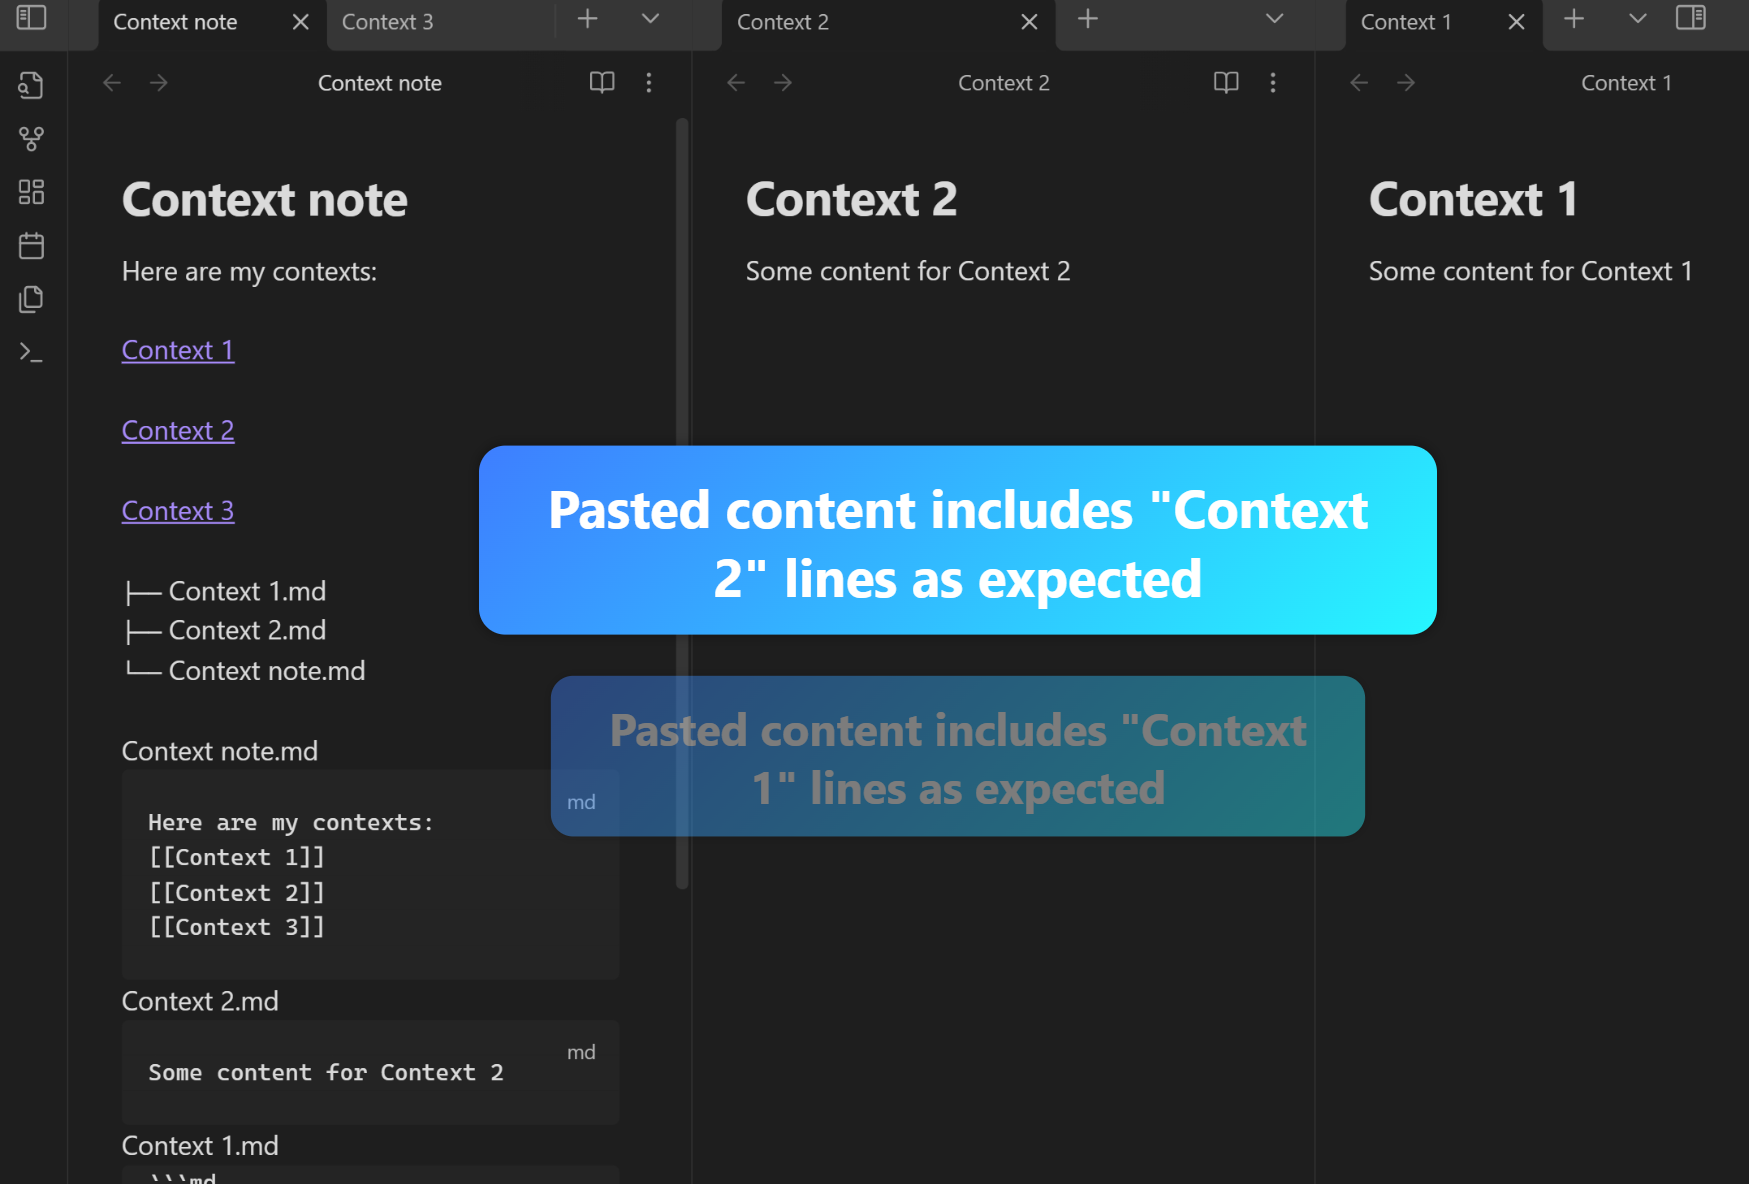 Context note
Context 3
Context 2
Context 1
Context note
Context 2
Context 1
Context note
Here are my contexts:
Context 1
Context 2
Context 3
├── Context 1.md
├── Context 2.md
└── Context note.md
Context note.md
md
Here are my contexts:
[[Context 1]]
[[Context 2]]
[[Context 3]]
Context 2.md
md
Some content for Context 2
Context 1.md
```md
Context 2
Some content for Context 2
Context 1
Some content for Context 1
Pasted content includes "Context
2" lines as expected
Pasted content includes "Context
1" lines as expected